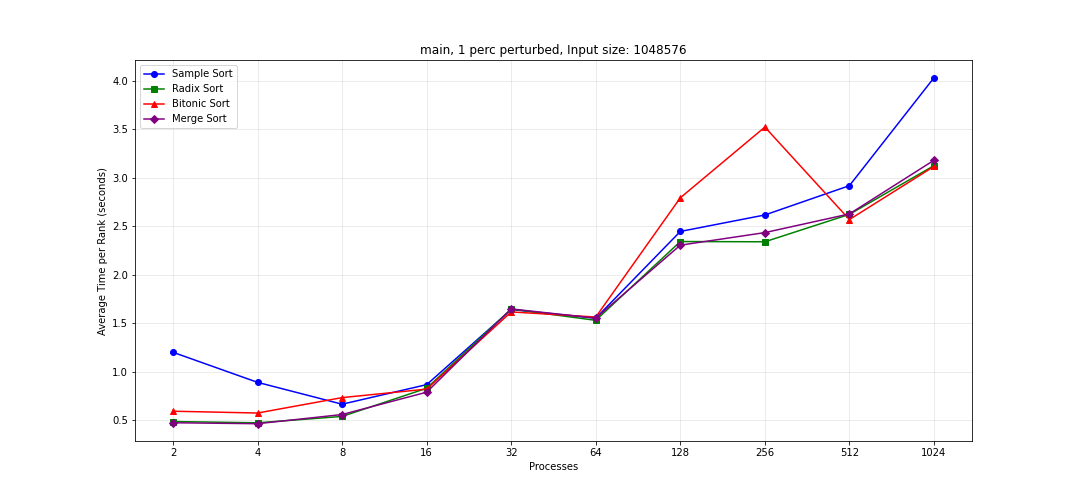 main, 1 perc perturbed, Input size: 1048576
Sample Sort
Radix Sort
Bitonic Sort
Merge Sort
Average Time per Rank (seconds)
4.0
3.5
3.0
2.5
2.0
1.5
1.0
0.5
2 4 8 16 32 64 128 256 512 1024
Processes